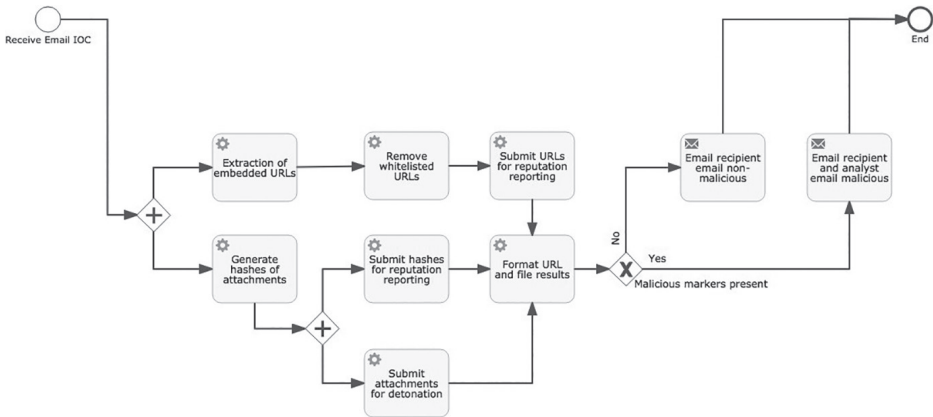 Receive Email IOC
End
Extraction of
embedded URLs
Remove
whitelisted
URLs
Submit URLs
for reputation
reporting
Email recipient
email non-
malicious
Email recipient
and analyst
email malicious
Generate
hashes of
attachments
Submit hashes
for reputation
reporting
Format URL
and file results
No
Yes
Malicious markers present
Submit
attachments
for detonation